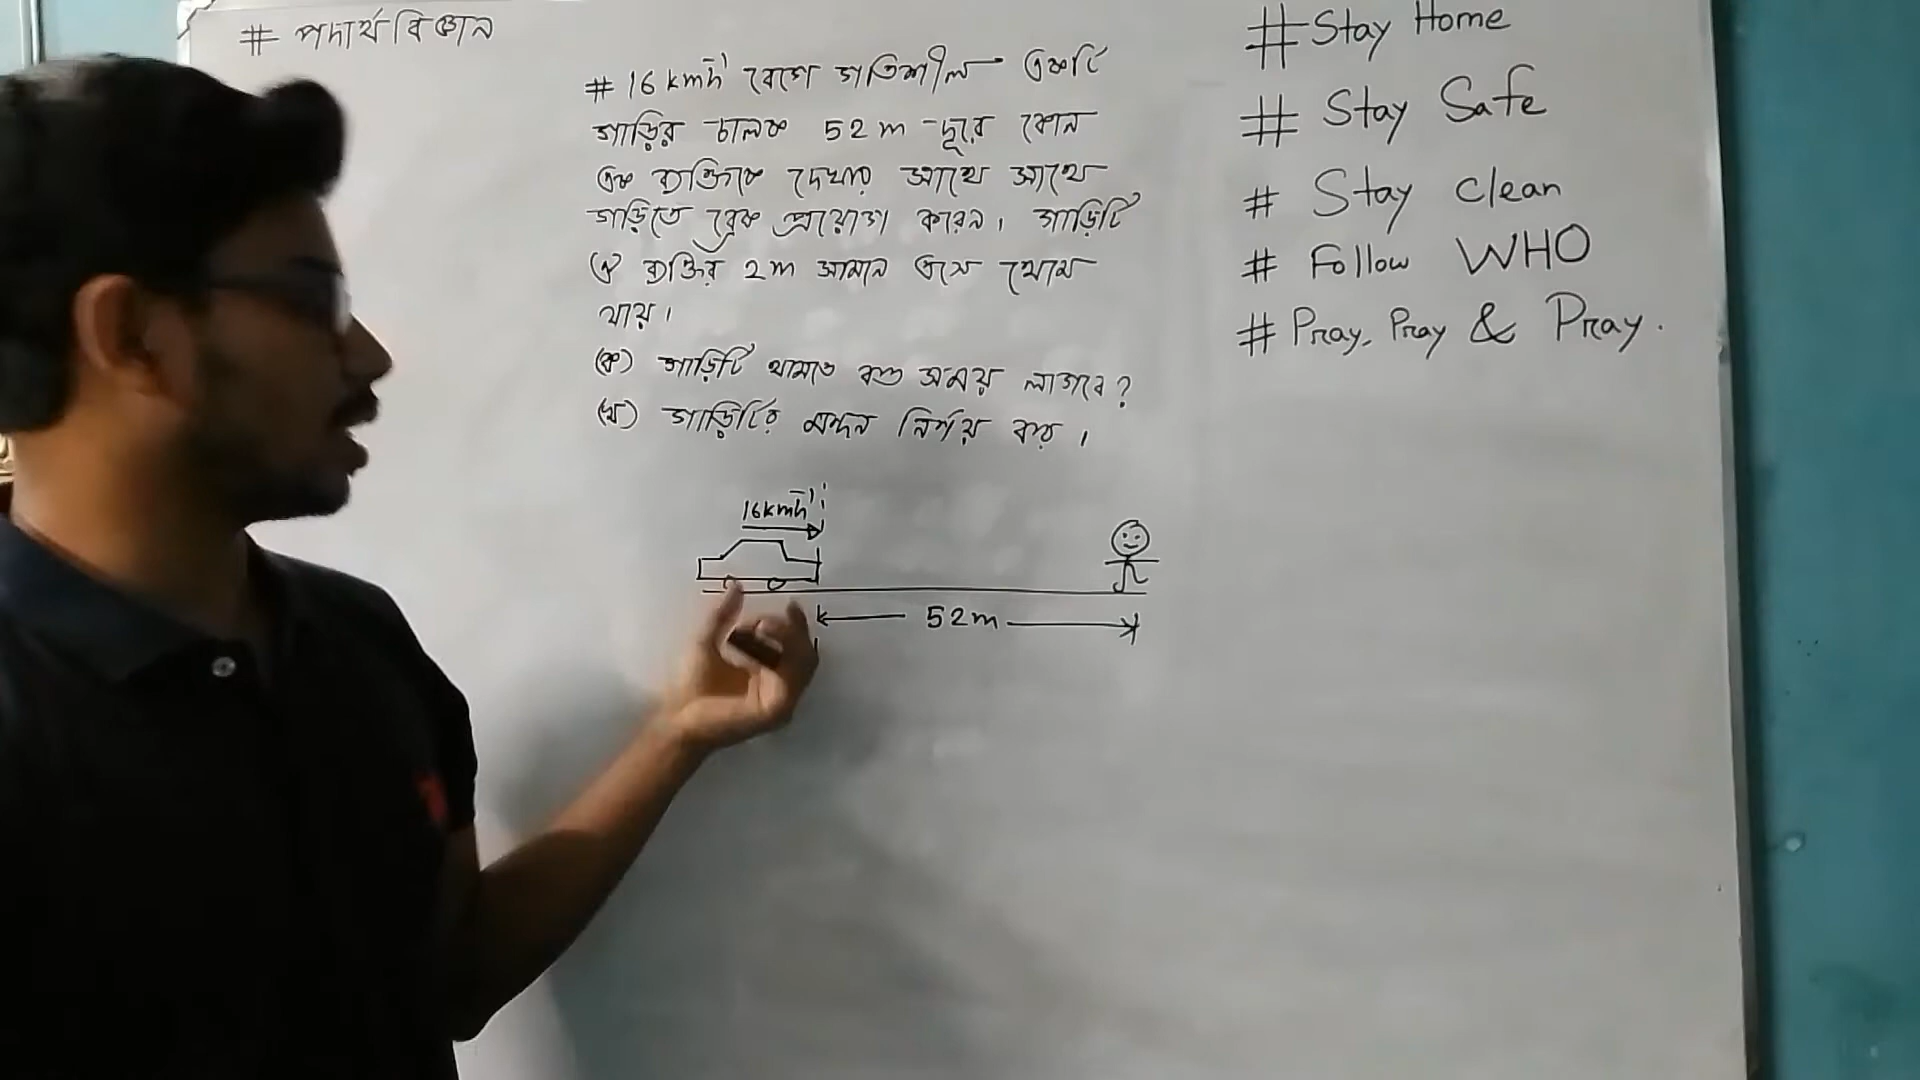 # পদার্থ বিজ্ঞান
# 16 kmh⁻¹ বেগে গতিশীল একটি
গাড়ির চালক 52 m দূরে কোন
এক ব্যক্তিকে দেখার সাথে সাথে
গাড়িতে ব্রেক প্রয়োগ করেন। গাড়িটি
ঐ ব্যক্তির 2m সামনে এসে থেমে
যায়।
(ক) গাড়িটি থামতে কত সময় লাগবে?
(খ) গাড়িটির মন্দন নির্ণয় কর।
16kmh⁻¹
52m
#Stay Home
# Stay Safe
# Stay clean
# Follow WHO
# Pray, Pray & Pray.